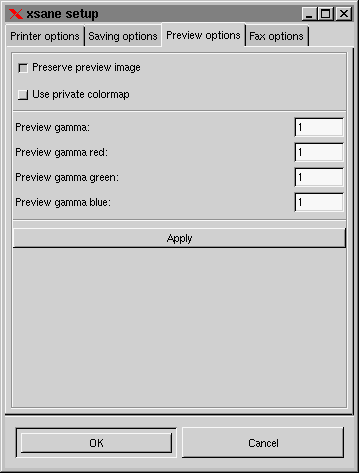 xsane setup
Printer options Saving options Preview options Fax options
Preserve preview image
Use private colormap
Preview gamma: 1
Preview gamma red: 1
Preview gamma green: 1
Preview gamma blue: 1
Apply
OK Cancel